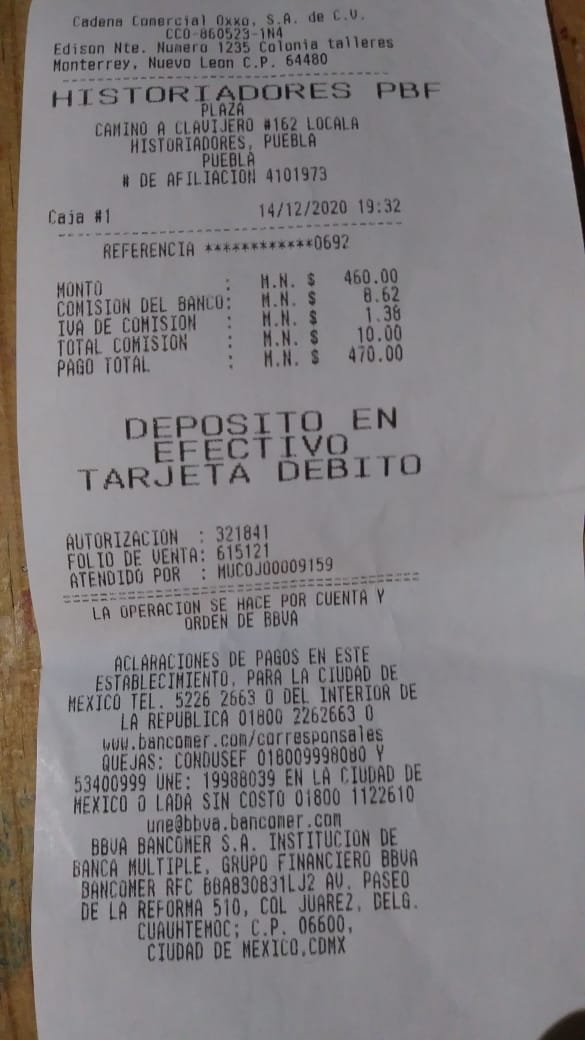 Cadena Comercial Oxxo, S.A. de C.V.
CCO-860523-1N4
Edison Nte. Numero 1235 Colonia talleres
Monterrey, Nuevo Leon C.P. 64480
HISTORIADORES PBF
PLAZA
CAMINO A CLAVIJERO #162 LOCALA
HISTORIADORES, PUEBLA
PUEBLA
# DE AFILIACION 4101973
Caja #1 14/12/2020 19:32
REFERENCIA ************0692
MONTO : M.N. $ 460.00
COMISION DEL BANCO: M.N. $ 8.62
IVA DE COMISION : M.N. $ 1.38
TOTAL COMISION : M.N. $ 10.00
PAGO TOTAL : M.N. $ 470.00
DEPOSITO EN
EFECTIVO
TARJETA DEBITO
AUTORIZACION : 321841
FOLIO DE VENTA: 615121
ATENDIDO POR : MUCOJ00009159
LA OPERACION SE HACE POR CUENTA Y
ORDEN DE BBVA
ACLARACIONES DE PAGOS EN ESTE
ESTABLECIMIENTO, PARA LA CIUDAD DE
MEXICO TEL. 5226 2663 O DEL INTERIOR DE
LA REPUBLICA 01800 2262663 O
www.bancomer.com/corresponsales
QUEJAS: CONDUSEF 018009998080 Y
53400999 UNE: 19988039 EN LA CIUDAD DE
MEXICO O LADA SIN COSTO 01800 1122610
une@bbva.bancomer.com
BBVA BANCOMER S.A. INSTITUCION DE
BANCA MULTIPLE, GRUPO FINANCIERO BBVA
BANCOMER RFC BBA830831LJ2 AV. PASEO
DE LA REFORMA 510, COL JUAREZ, DELG.
CUAUHTEMOC; C.P. 06600,
CIUDAD DE MEXICO,CDMX